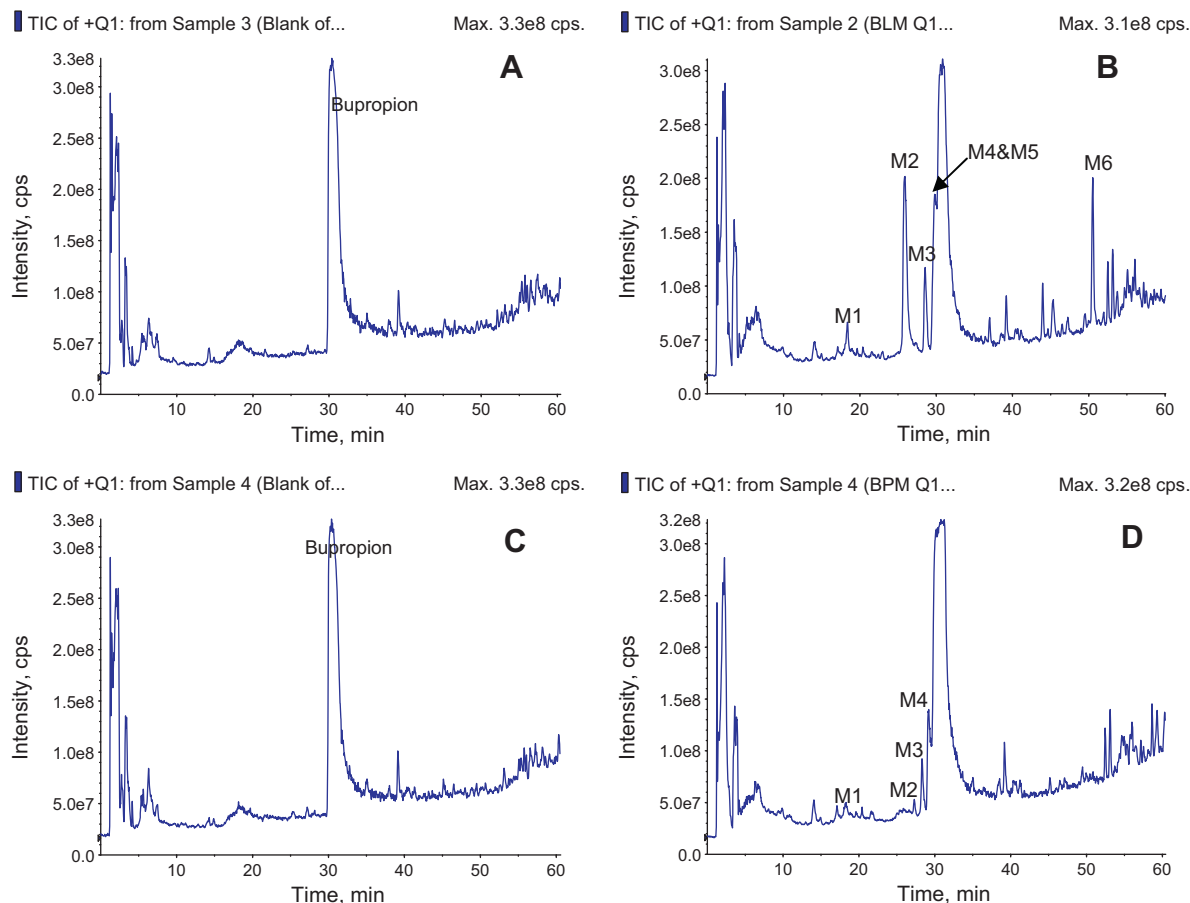 TIC of +Q1: from Sample 3 (Blank of... Max. 3.3e8 cps.
A
3.3e8
3.0e8
2.5e8
2.0e8
1.5e8
1.0e8
5.0e7
0.0
Intensity, cps
Bupropion
10 20 30 40 50 60
Time, min
TIC of +Q1: from Sample 2 (BLM Q1... Max. 3.1e8 cps.
B
3.0e8
2.5e8
2.0e8
1.5e8
1.0e8
5.0e7
0.0
Intensity, cps
M1
M2
M3
M4&M5
M6
10 20 30 40 50 60
Time, min
TIC of +Q1: from Sample 4 (Blank of... Max. 3.3e8 cps.
C
3.3e8
3.0e8
2.5e8
2.0e8
1.5e8
1.0e8
5.0e7
0.0
Intensity, cps
Bupropion
10 20 30 40 50 60
Time, min
TIC of +Q1: from Sample 4 (BPM Q1... Max. 3.2e8 cps.
D
3.2e8
3.0e8
2.5e8
2.0e8
1.5e8
1.0e8
5.0e7
0.0
Intensity, cps
M1
M2
M3
M4
10 20 30 40 50 60
Time, min